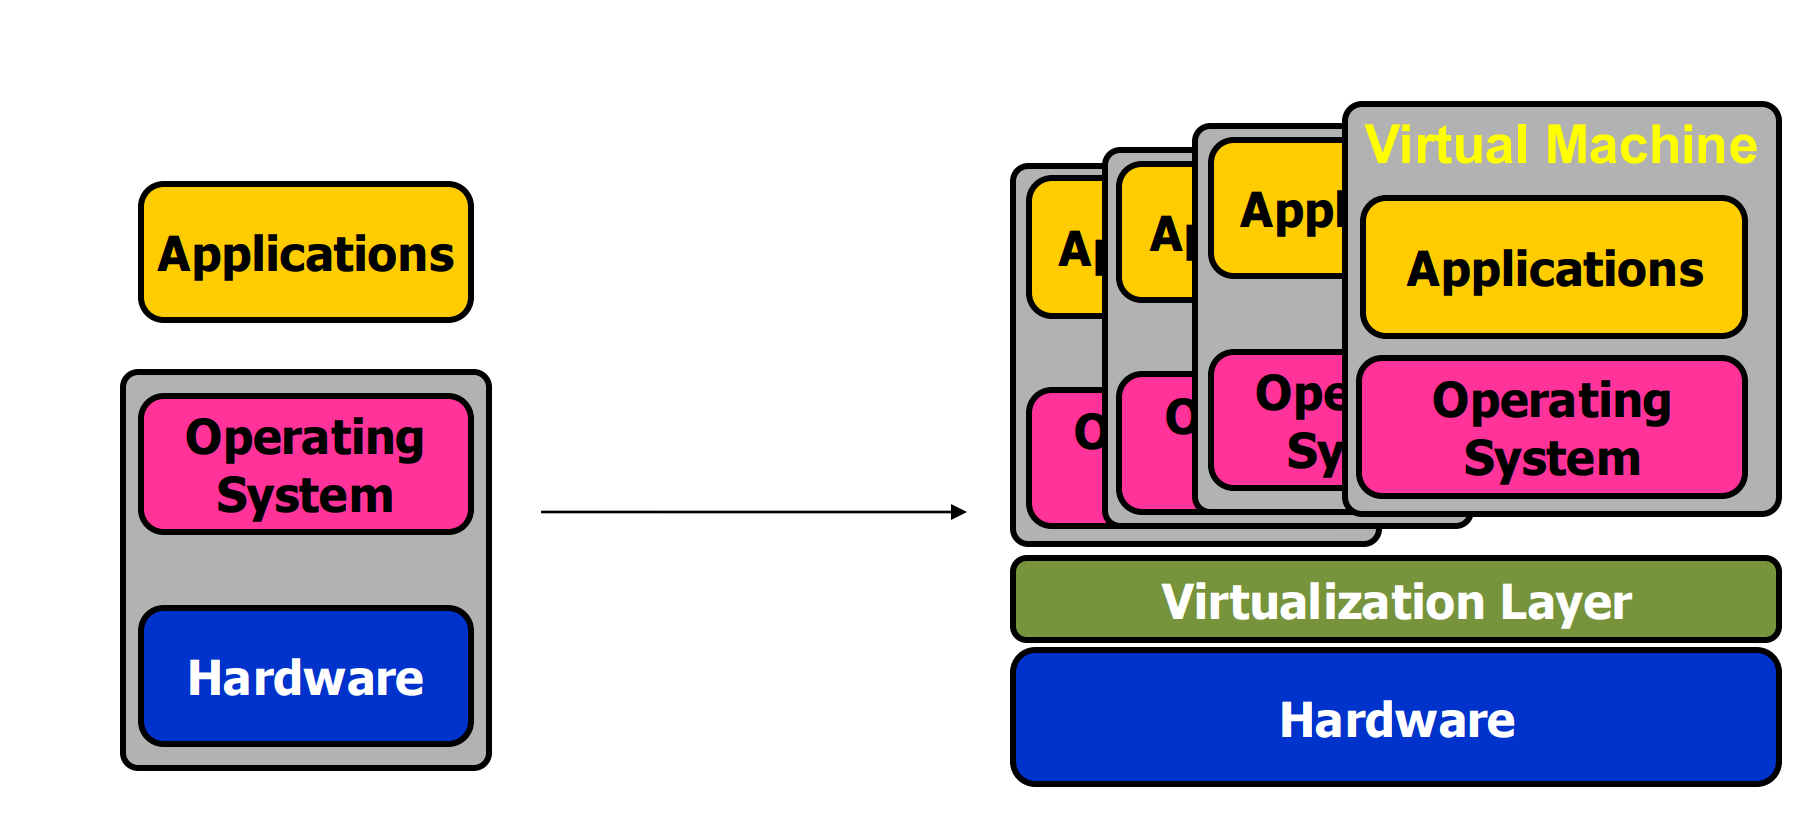 Applications
Operating
System
Hardware
Virtual Machine
Applications
Operating
System
Appl
Ope
Sy
Ap
O
Ap
O
Virtualization Layer
Hardware